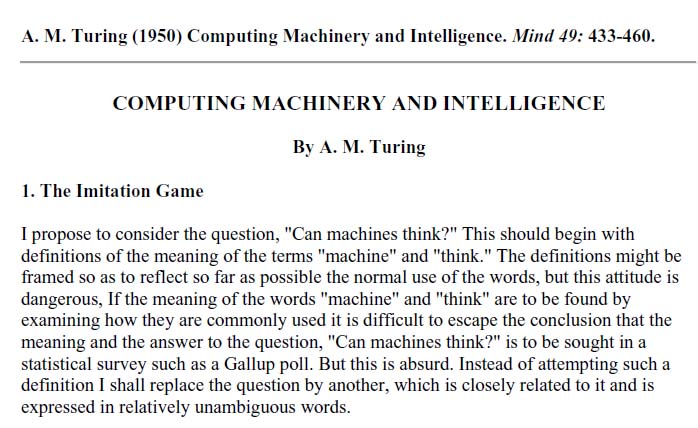 A. M. Turing (1950) Computing Machinery and Intelligence. Mind 49: 433-460.
COMPUTING MACHINERY AND INTELLIGENCE
By A. M. Turing
1. The Imitation Game
I propose to consider the question, "Can machines think?" This should begin with
definitions of the meaning of the terms "machine" and "think." The definitions might be
framed so as to reflect so far as possible the normal use of the words, but this attitude is
dangerous, If the meaning of the words "machine" and "think" are to be found by
examining how they are commonly used it is difficult to escape the conclusion that the
meaning and the answer to the question, "Can machines think?" is to be sought in a
statistical survey such as a Gallup poll. But this is absurd. Instead of attempting such a
definition I shall replace the question by another, which is closely related to it and is
expressed in relatively unambiguous words.